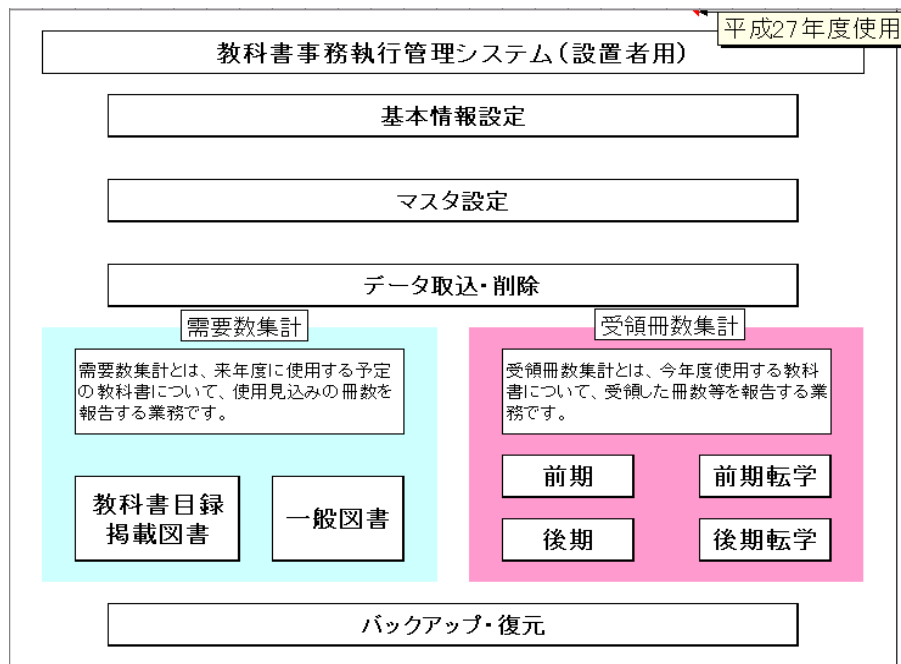 平成27年度使用
教科書事務執行管理システム（設置者用）
基本情報設定
マスタ設定
データ取込・削除
需要数集計
需要数集計とは、来年度に使用する予定
の教科書について、使用見込みの冊数を
報告する業務です。
教科書目録
掲載図書
一般図書
受領冊数集計
受領冊数集計とは、今年度使用する教科
書について、受領した冊数等を報告する業
務です。
前期
前期転学
後期
後期転学
バックアップ・復元